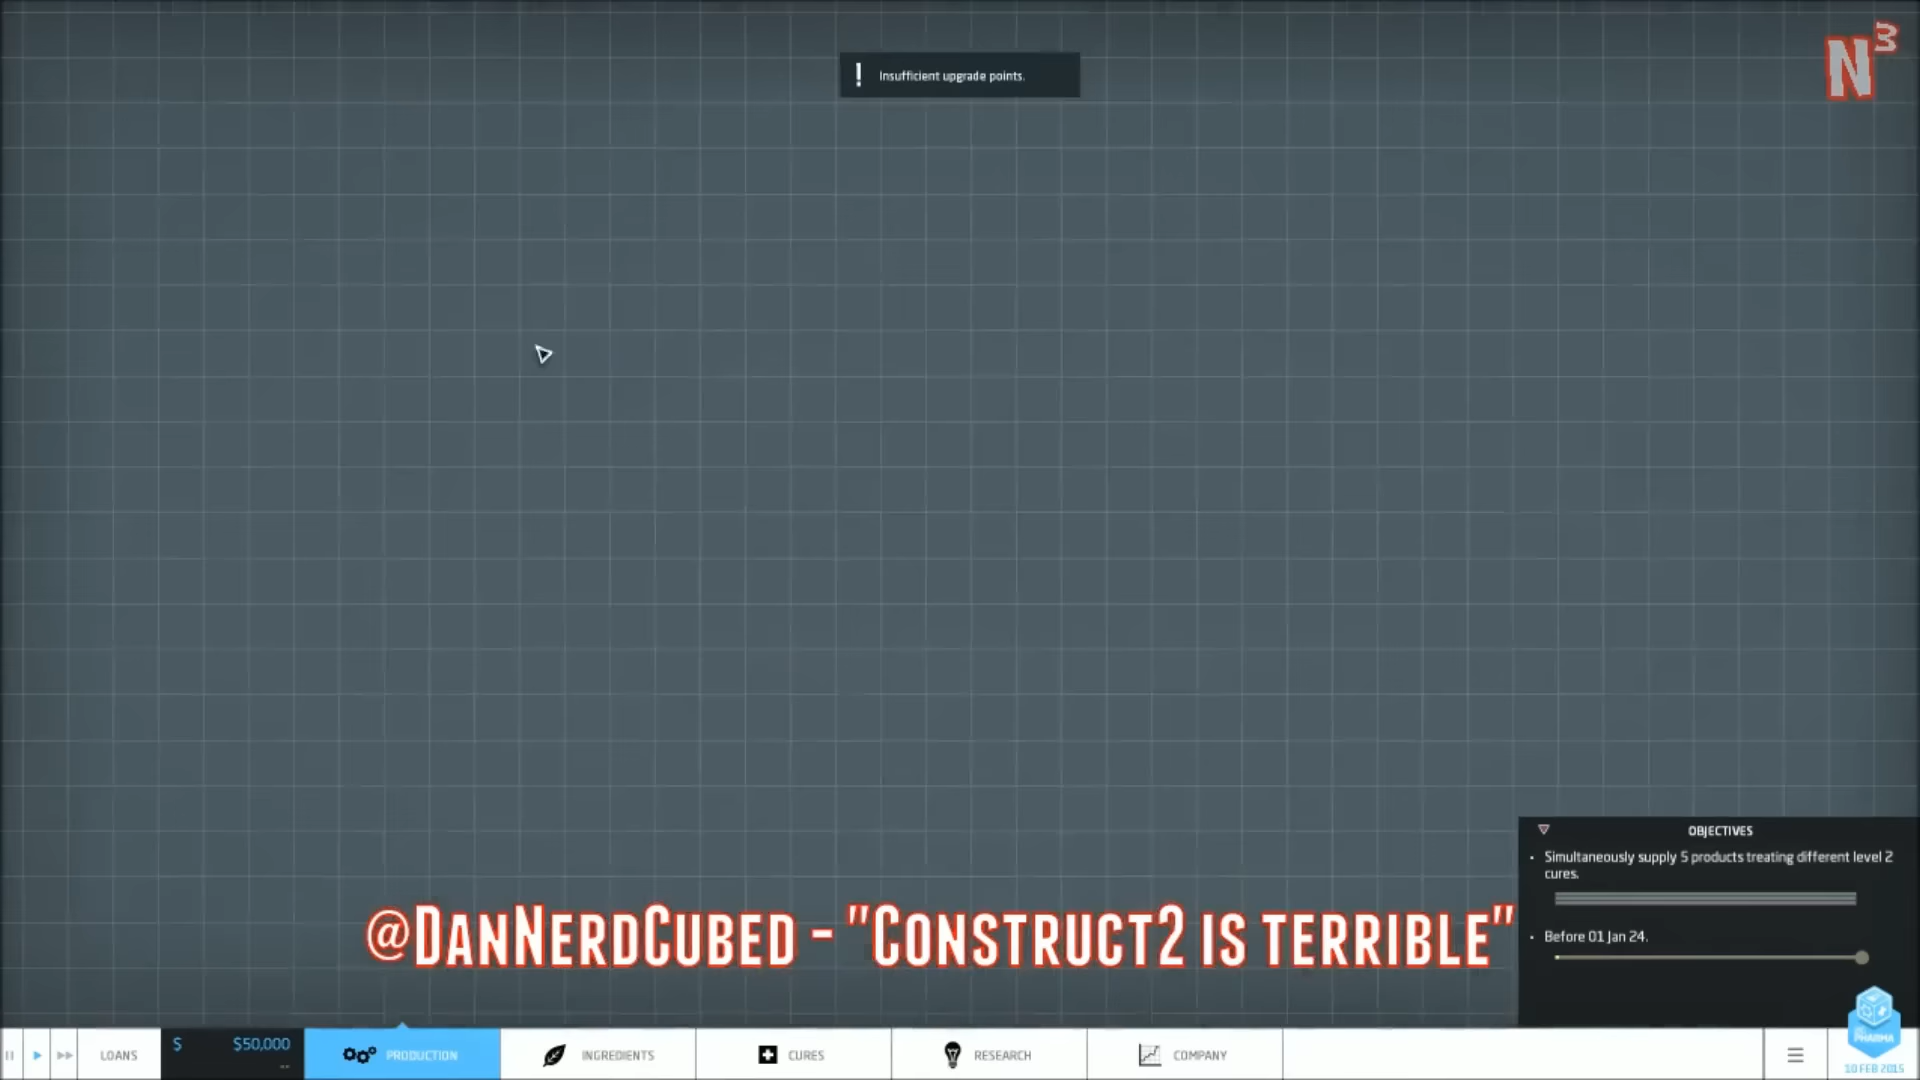 N3
! Insufficient upgrade points.
OBJECTIVES
Simultaneously supply 5 products treating different level 2
cures.
Before 01 Jan 24.
@DanNerdCubed - "Construct2 is terrible"
LOANS
$ $50,000
--
PRODUCTION
INGREDIENTS
CURES
RESEARCH
COMPANY
PHARMA
10 FEB 2015